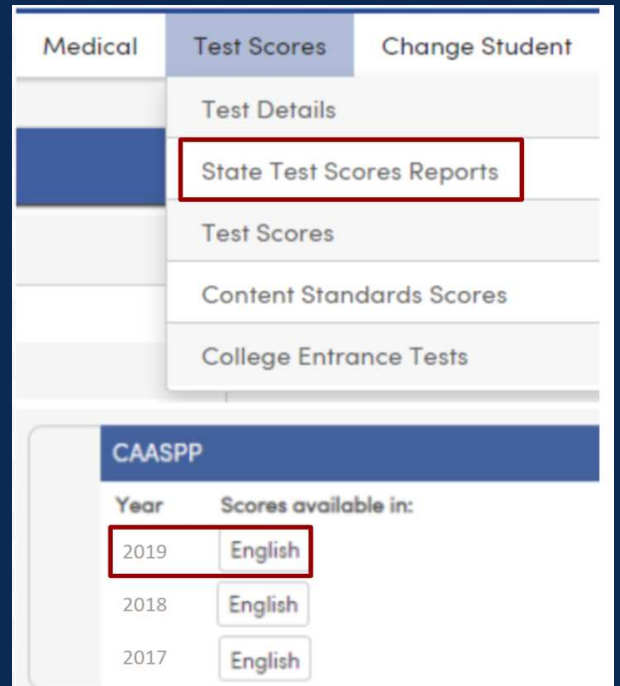 Medical Test Scores Change Student
Test Details
State Test Scores Reports
Test Scores
Content Standards Scores
College Entrance Tests
CAASPP
Year Scores available in:
2019 English
2018 English
2017 English